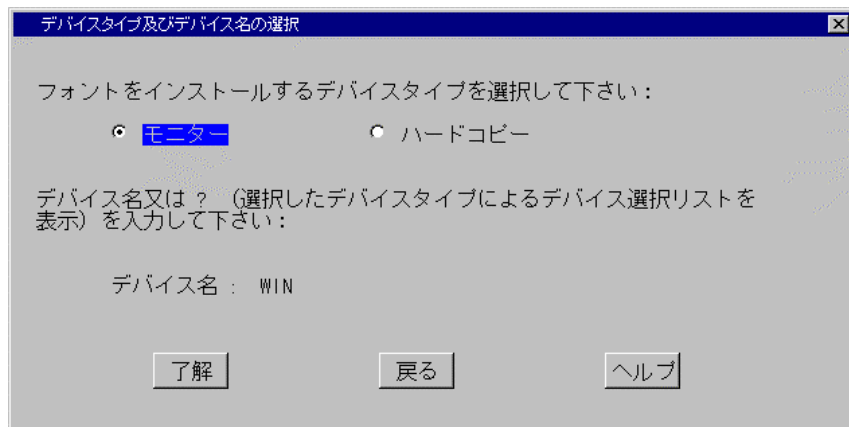 デバイスタイプ及びデバイス名の選択
フォントをインストールするデバイスタイプを選択して下さい：
モニター ハードコピー
デバイス名又は ? （選択したデバイスタイプによるデバイス選択リストを
表示）を入力して下さい：
デバイス名 : WIN
了解 戻る ヘルプ